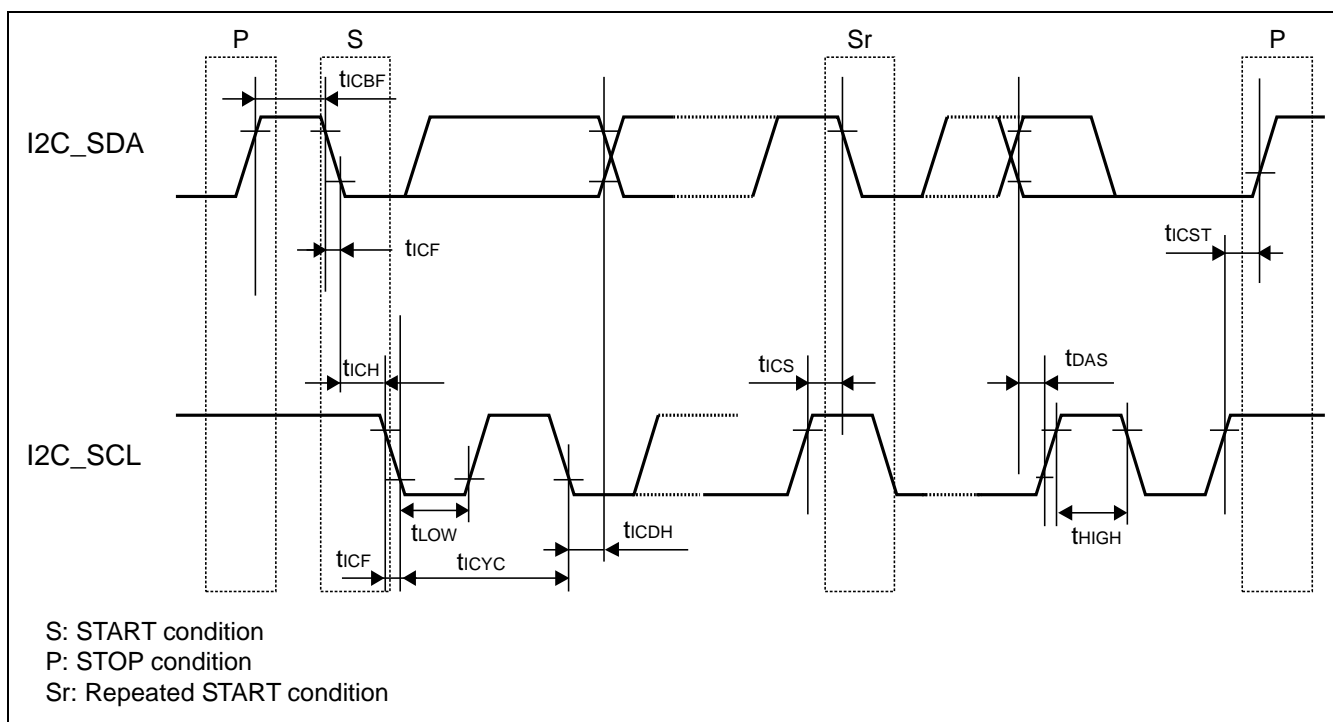 P S Sr P
tICBF
I2C_SDA
tICF
tICST
tICH
tICS
tDAS
I2C_SCL
tLOW
tICDH
tHIGH
tICF
tICYC
S: START condition
P: STOP condition
Sr: Repeated START condition